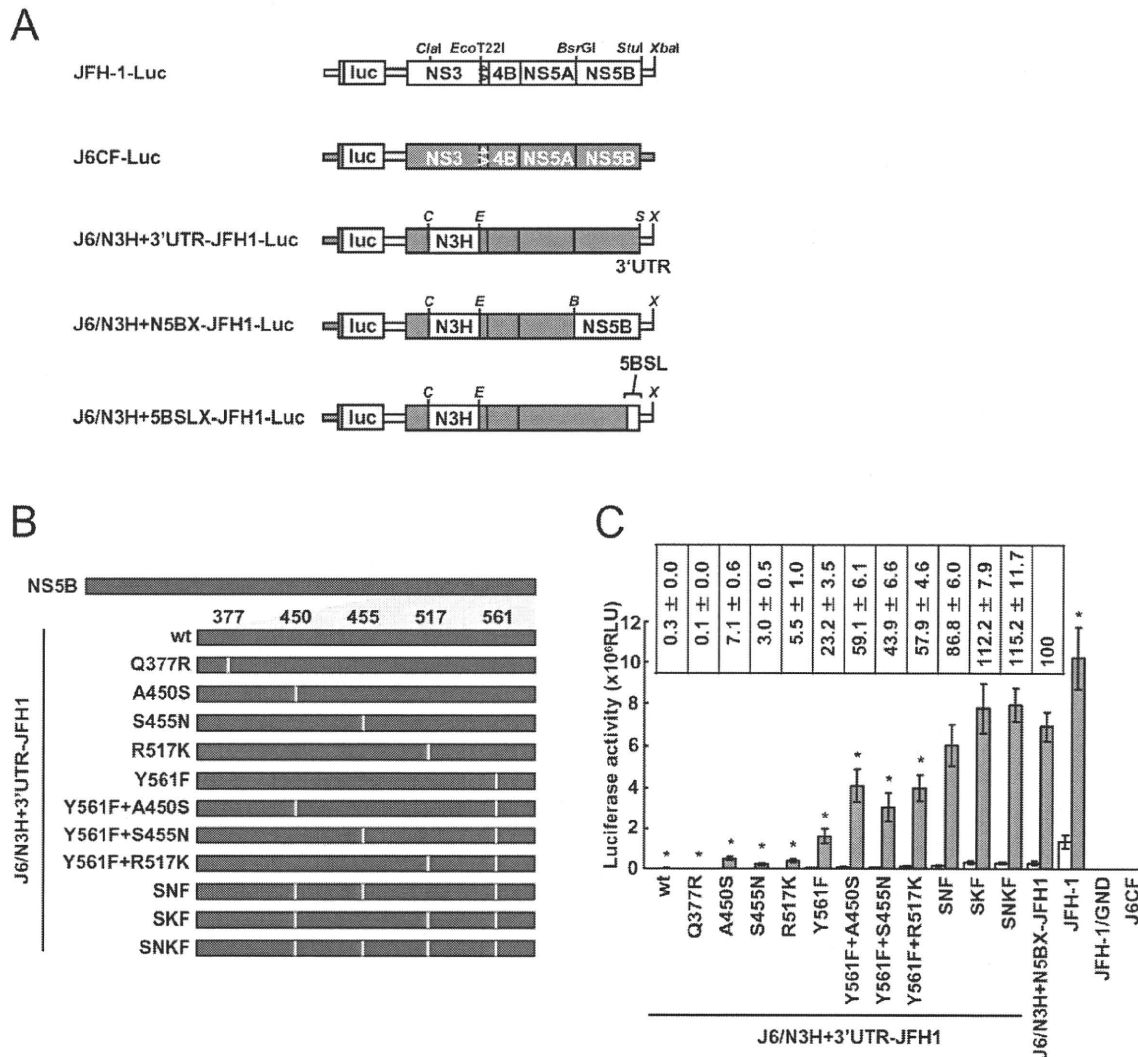 A
ClaI EcoT22I BsrGI StuI XbaI
JFH-1-Luc luc NS3 4B NS5A NS5B
J6CF-Luc luc NS3 4B NS5A NS5B
C E S X
J6/N3H+3'UTR-JFH1-Luc luc N3H
3'UTR
C E B X
J6/N3H+N5BX-JFH1-Luc luc N3H NS5B
5BSL
C E X
J6/N3H+5BSLX-JFH1-Luc luc N3H
B
NS5B
377 450 455 517 561
wt
Q377R
A450S
S455N
R517K
Y561F
Y561F+A450S
Y561F+S455N
Y561F+R517K
SNF
SKF
SNKF
J6/N3H+3'UTR-JFH1
C
0.3 ± 0.0
0.1 ± 0.0
7.1 ± 0.6
3.0 ± 0.5
5.5 ± 1.0
23.2 ± 3.5
59.1 ± 6.1
43.9 ± 6.6
57.9 ± 4.6
86.8 ± 6.0
112.2 ± 7.9
115.2 ± 11.7
100
Luciferase activity (x10⁶RLU)
12
10
8
6
4
2
0
* * * * * * * * * *
wt
Q377R
A450S
S455N
R517K
Y561F
Y561F+A450S
Y561F+S455N
Y561F+R517K
SNF
SKF
SNKF
J6/N3H+N5BX-JFH1
JFH-1
JFH-1/GND
J6CF
J6/N3H+3'UTR-JFH1